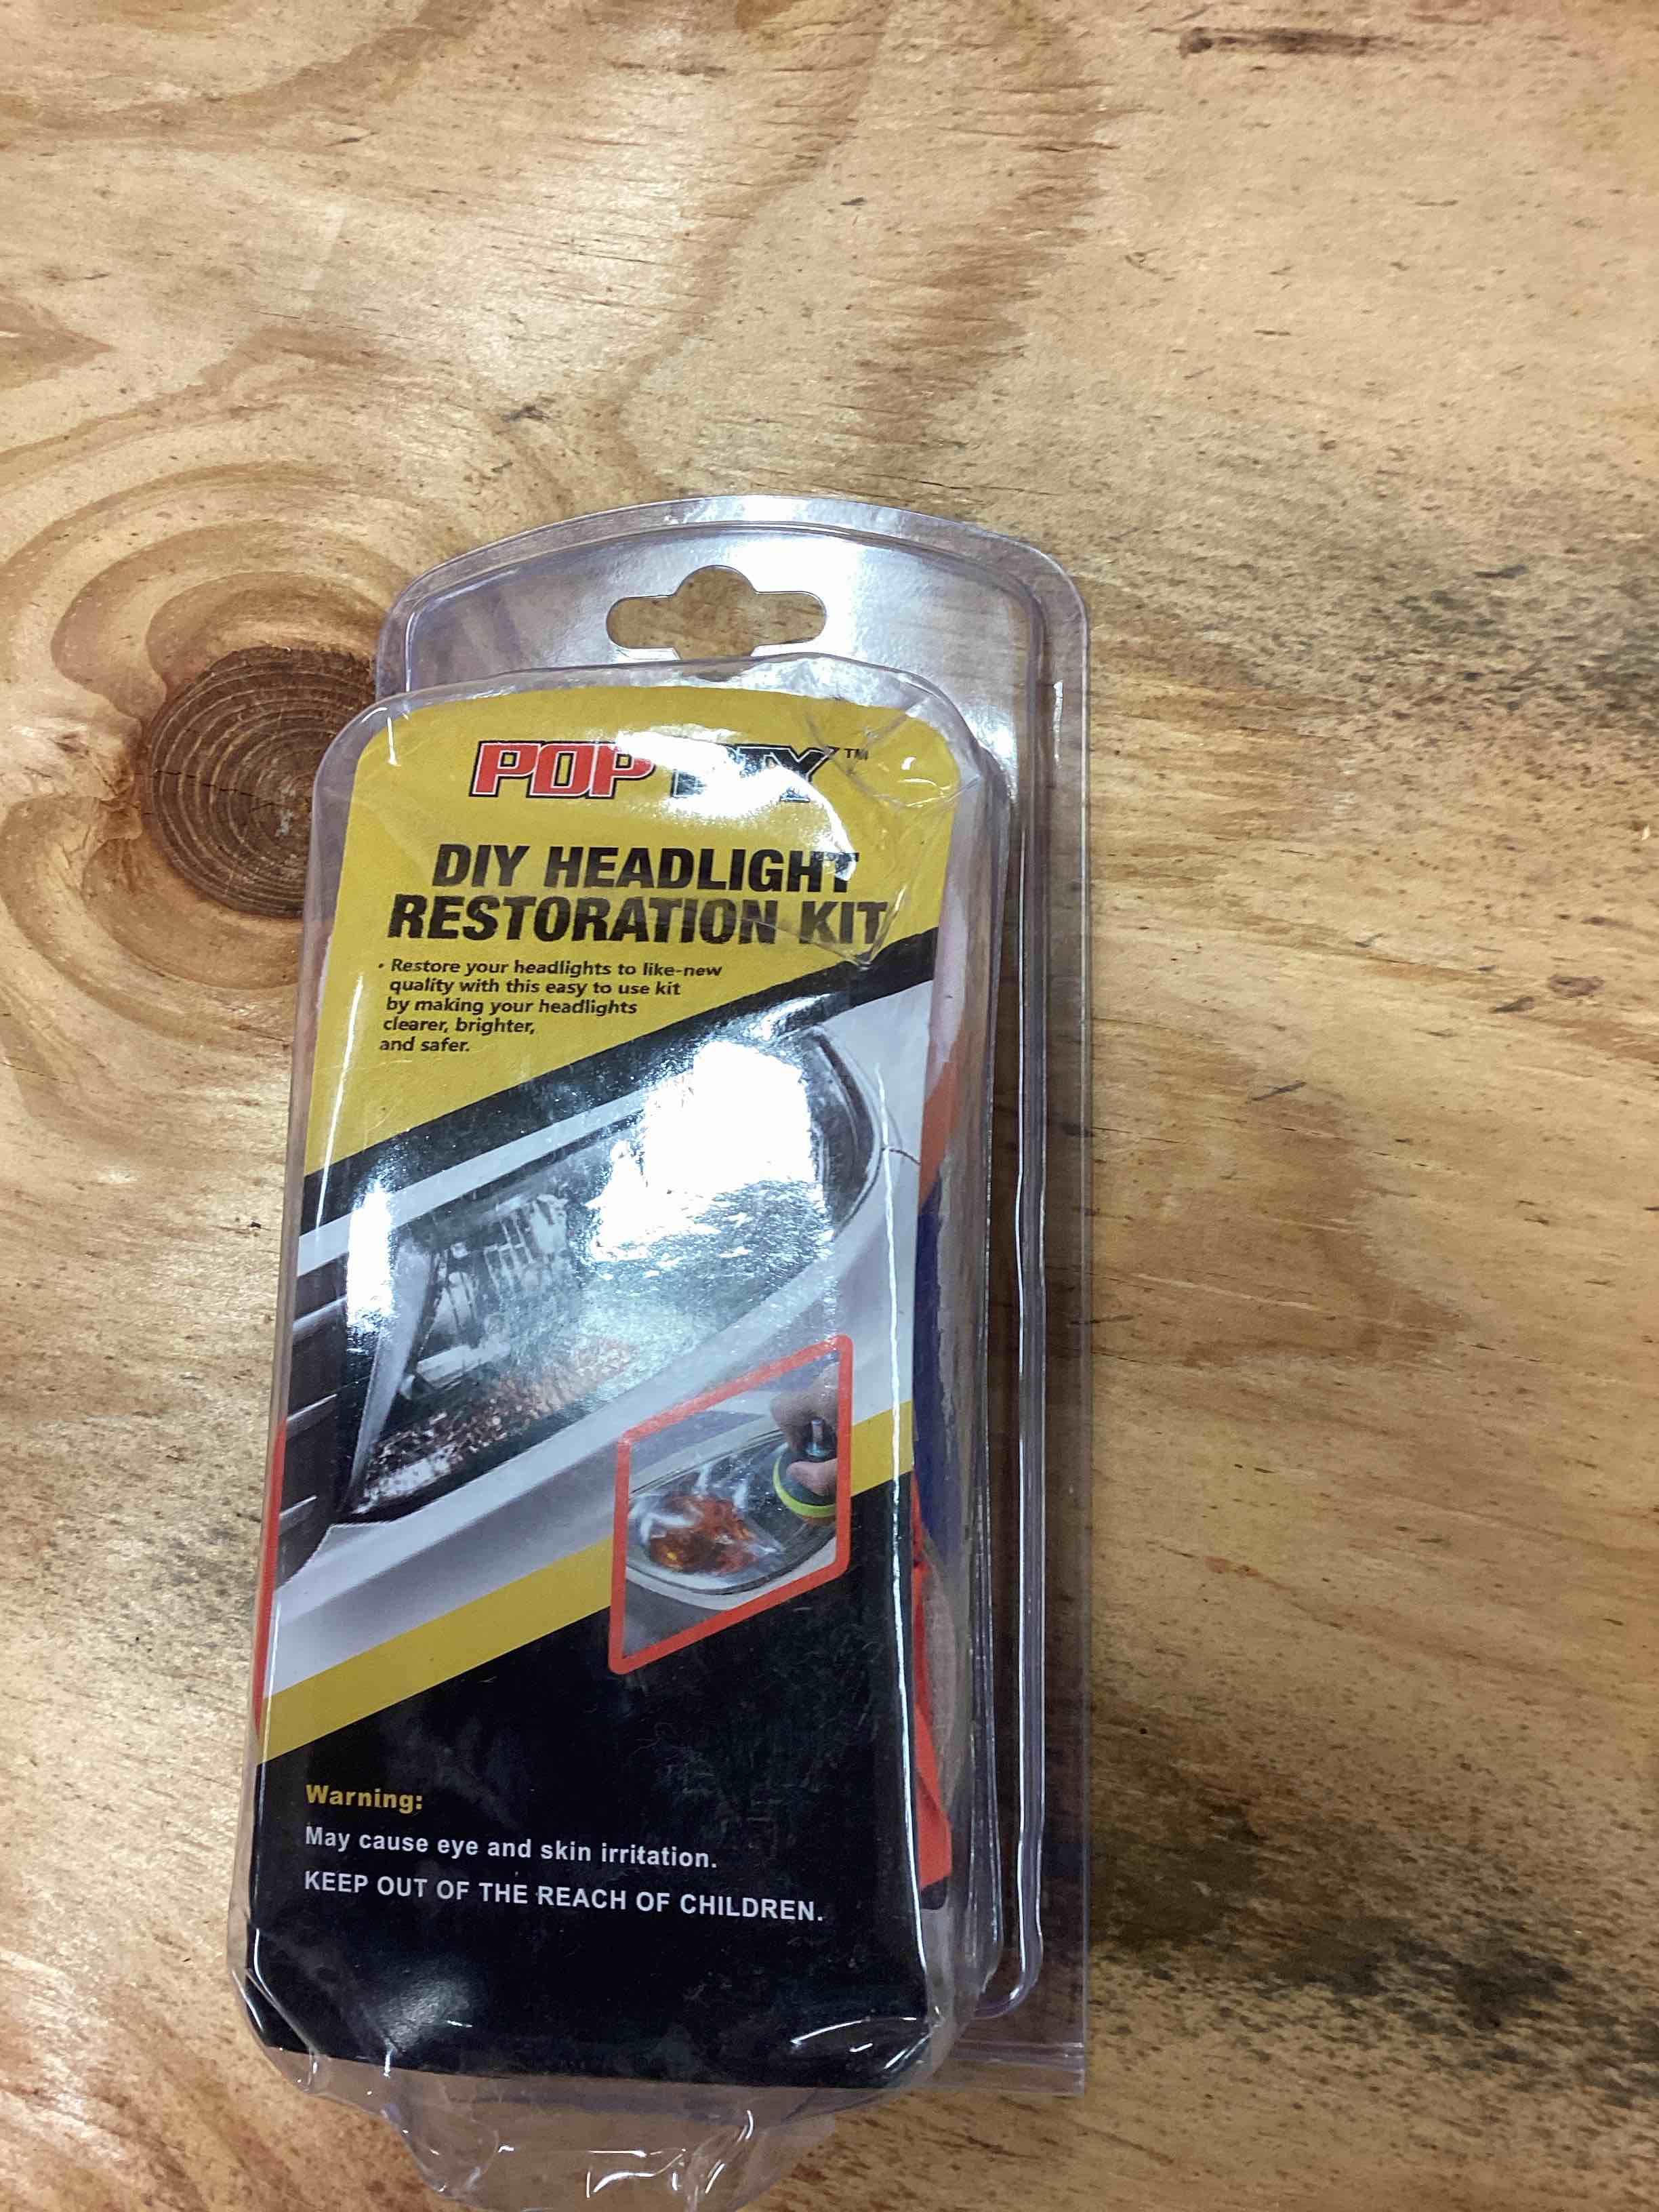 POP
TM
DIY HEADLIGHT
RESTORATION KIT
• Restore your headlights to like-new
quality with this easy to use kit
by making your headlights
clearer, brighter,
and safer.
Warning:
May cause eye and skin irritation.
KEEP OUT OF THE REACH OF CHILDREN.